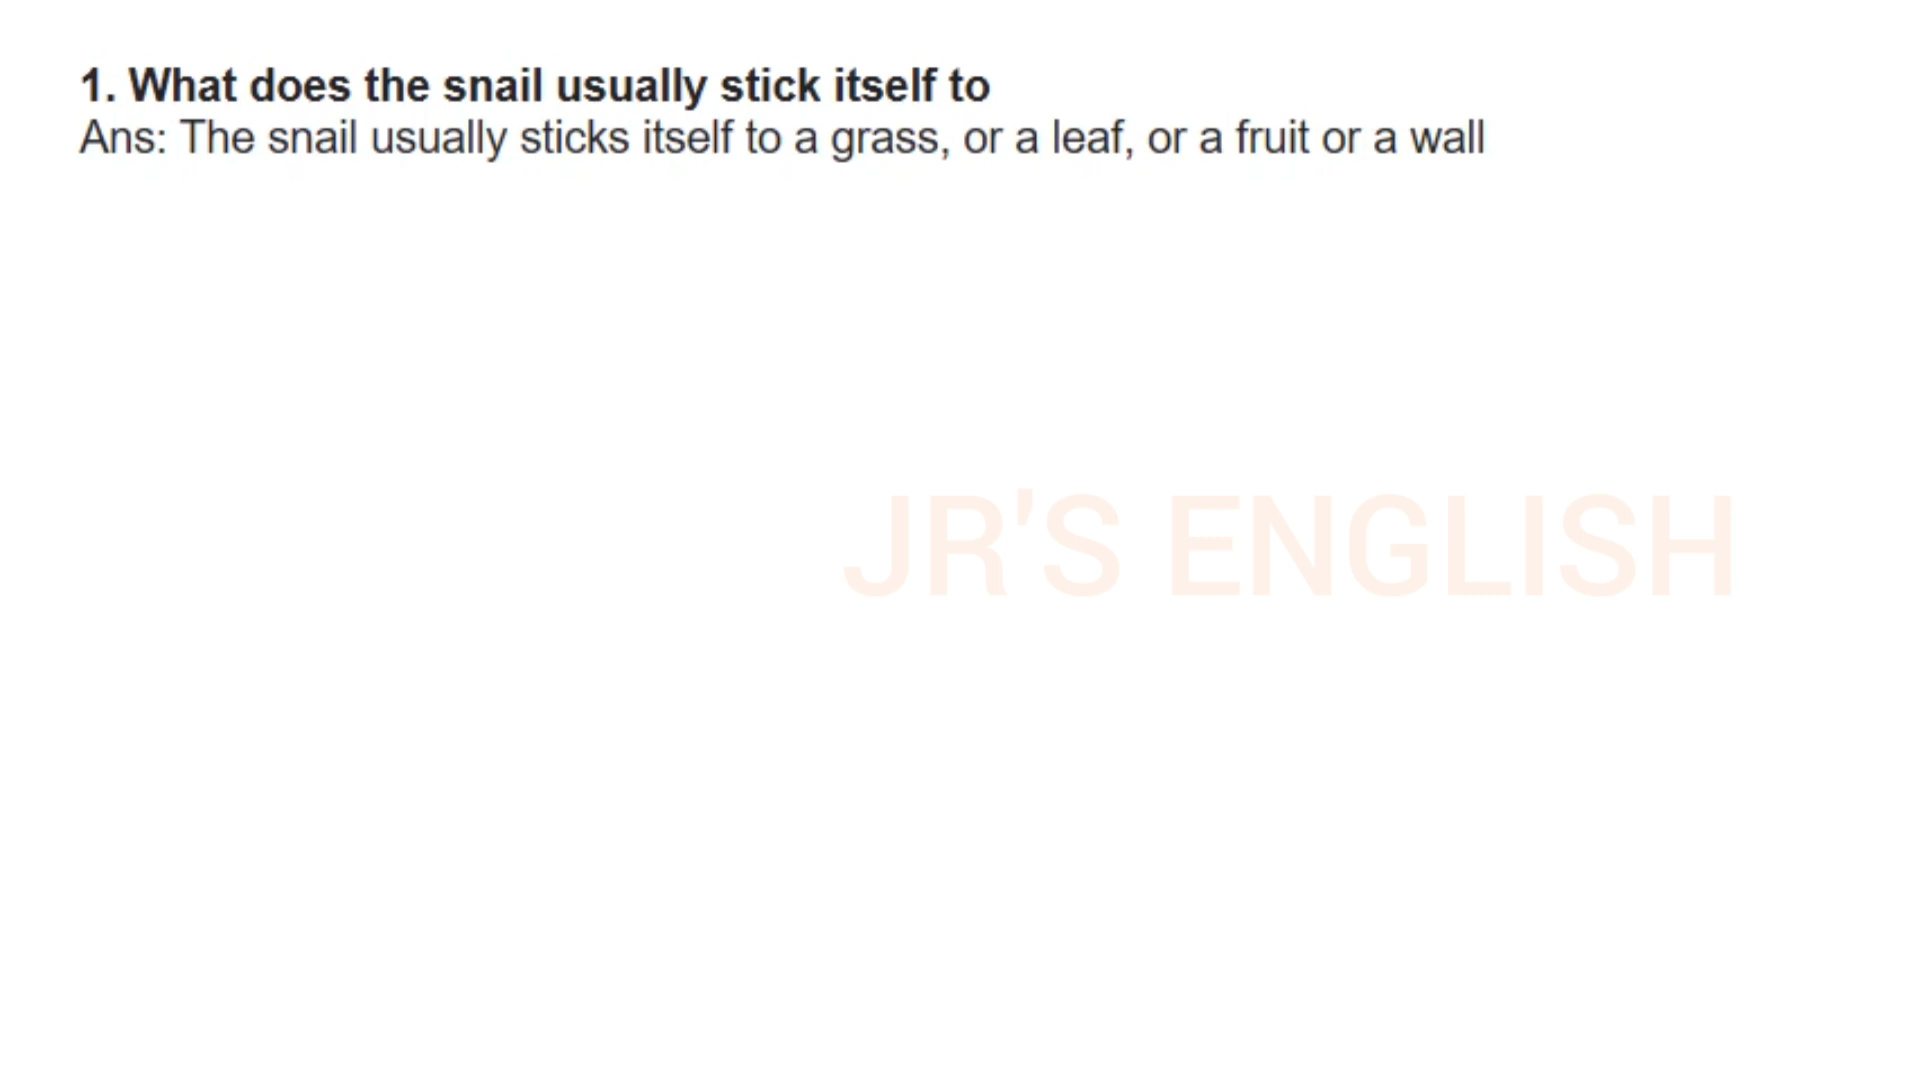 1. What does the snail usually stick itself to
Ans: The snail usually sticks itself to a grass, or a leaf, or a fruit or a wall
JR'S ENGLISH